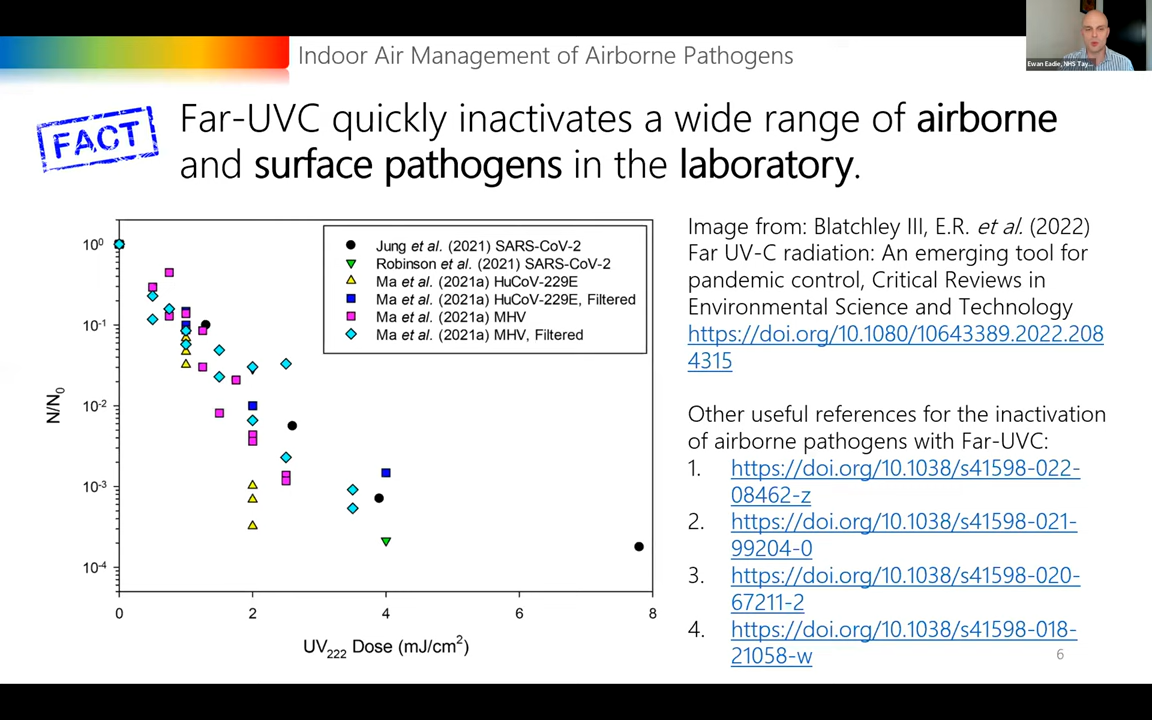 Indoor Air Management of Airborne Pathogens
Ewan Eadie, NHS Tay...
FACT
Far-UVC quickly inactivates a wide range of airborne
and surface pathogens in the laboratory.
10⁰
10⁻¹
10⁻²
10⁻³
10⁻⁴
N/N₀
Jung et al. (2021) SARS-CoV-2
Robinson et al. (2021) SARS-CoV-2
Ma et al. (2021a) HuCoV-229E
Ma et al. (2021a) HuCoV-229E, Filtered
Ma et al. (2021a) MHV
Ma et al. (2021a) MHV, Filtered
0 2 4 6 8
UV₂₂₂ Dose (mJ/cm²)
Image from: Blatchley III, E.R. et al. (2022)
Far UV-C radiation: An emerging tool for
pandemic control, Critical Reviews in
Environmental Science and Technology
https://doi.org/10.1080/10643389.2022.208
4315
Other useful references for the inactivation
of airborne pathogens with Far-UVC:
1. https://doi.org/10.1038/s41598-022-
08462-z
2. https://doi.org/10.1038/s41598-021-
99204-0
3. https://doi.org/10.1038/s41598-020-
67211-2
4. https://doi.org/10.1038/s41598-018-
21058-w
6